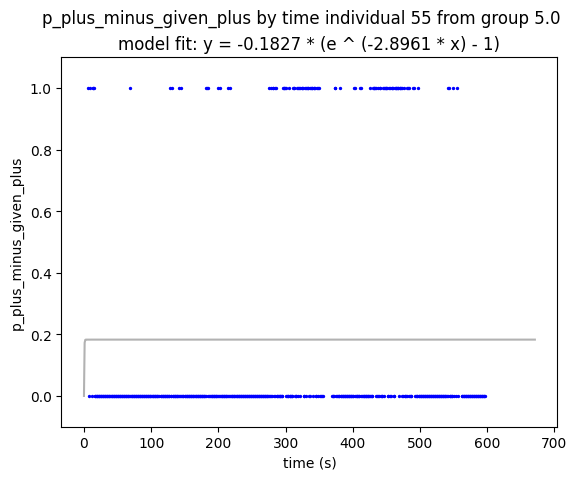 p_plus_minus_given_plus by time individual 55 from group 5.0
model fit: y = -0.1827 * (e ^ (-2.8961 * x) - 1)
1.0
0.8
0.6
0.4
0.2
0.0
p_plus_minus_given_plus
0 100 200 300 400 500 600 700
time (s)